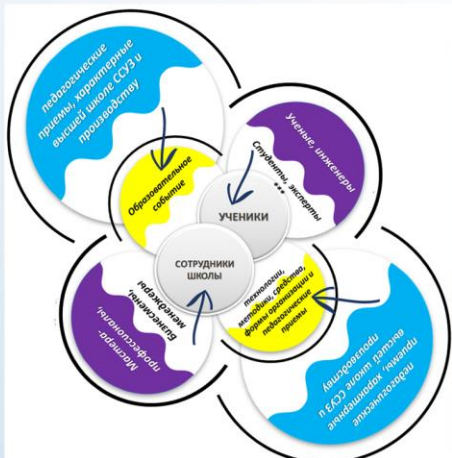 педагогические
приемы, характерные
высшей школе ССУЗ и
производству
Ученые, инженеры
Студенты, эксперты
...
Образовательное
событие
УЧЕНИКИ
СОТРУДНИКИ
ШКОЛЫ
Бизнесмены,
менеджеры
Мастера-
профессионалы,
технологии,
методики, средства,
формы организации и
педагогические
приемы
педагогические
приемы, характерные
высшей школе ССУЗ и
производству